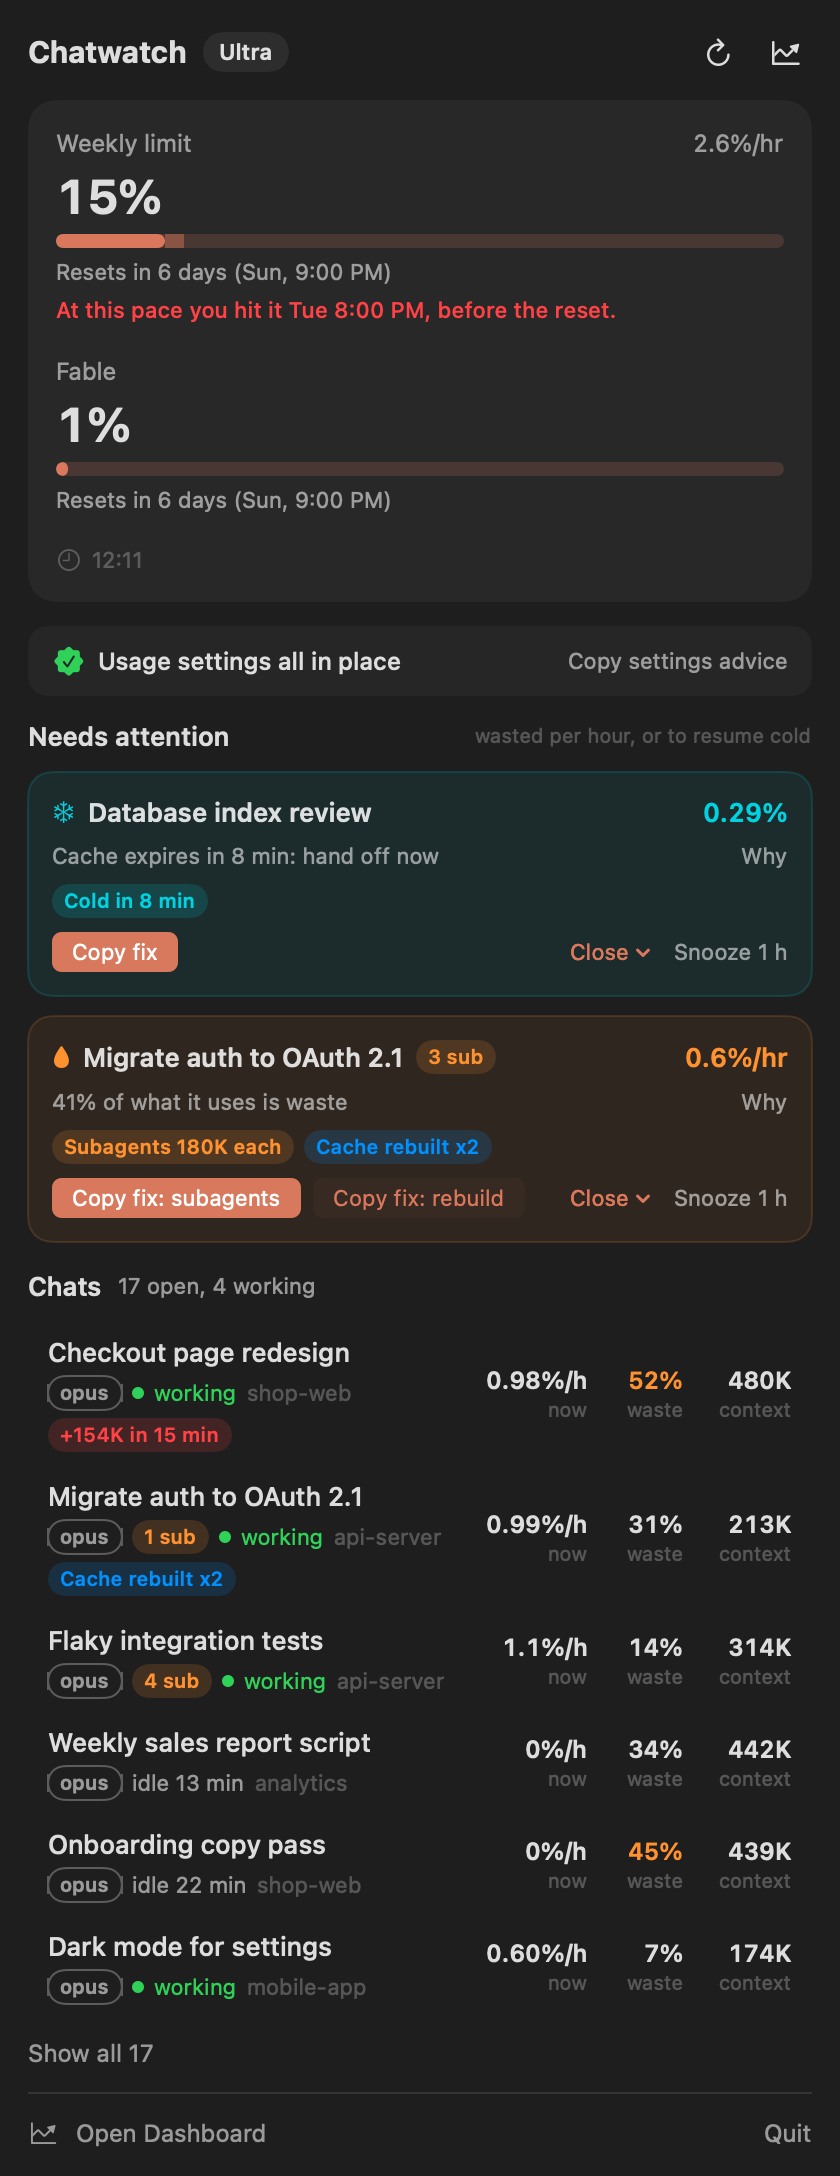 Chatwatch Ultra
Weekly limit 2.6%/hr
15%
Resets in 6 days (Sun, 9:00 PM)
At this pace you hit it Tue 8:00 PM, before the reset.
Fable
1%
Resets in 6 days (Sun, 9:00 PM)
12:11
Usage settings all in place Copy settings advice
Needs attention wasted per hour, or to resume cold
Database index review 0.29%
Cache expires in 8 min: hand off now Why
Cold in 8 min
Copy fix Close Snooze 1 h
Migrate auth to OAuth 2.1 3 sub 0.6%/hr
41% of what it uses is waste Why
Subagents 180K each Cache rebuilt x2
Copy fix: subagents Copy fix: rebuild Close Snooze 1 h
Chats 17 open, 4 working
Checkout page redesign
0.98%/h 52% 480K
opus working shop-web
now waste context
+154K in 15 min
Migrate auth to OAuth 2.1
0.99%/h 31% 213K
opus 1 sub working api-server
now waste context
Cache rebuilt x2
Flaky integration tests
1.1%/h 14% 314K
opus 4 sub working api-server
now waste context
Weekly sales report script
0%/h 34% 442K
opus idle 13 min analytics
now waste context
Onboarding copy pass
0%/h 45% 439K
opus idle 22 min shop-web
now waste context
Dark mode for settings
0.60%/h 7% 174K
opus working mobile-app
now waste context
Show all 17
Open Dashboard Quit